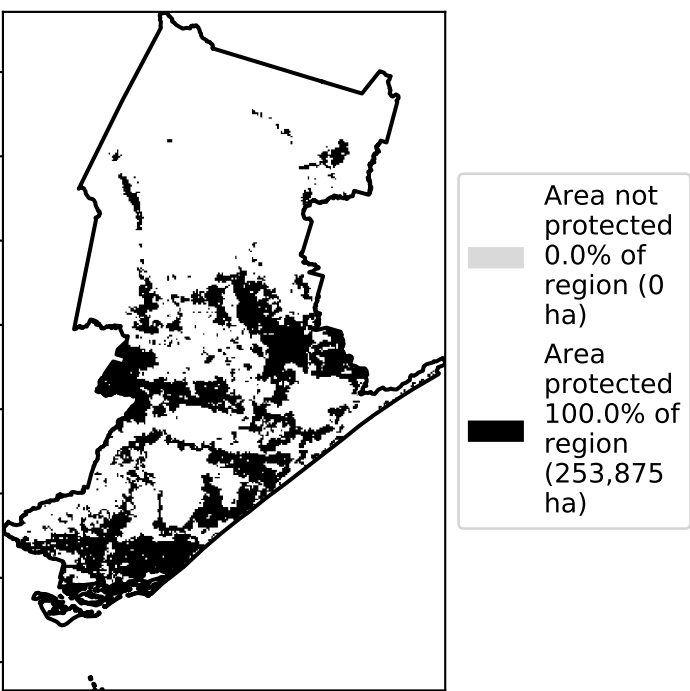 Area not
protected
0.0% of
region (0
ha)
Area
protected
100.0% of
region
(253,875
ha)